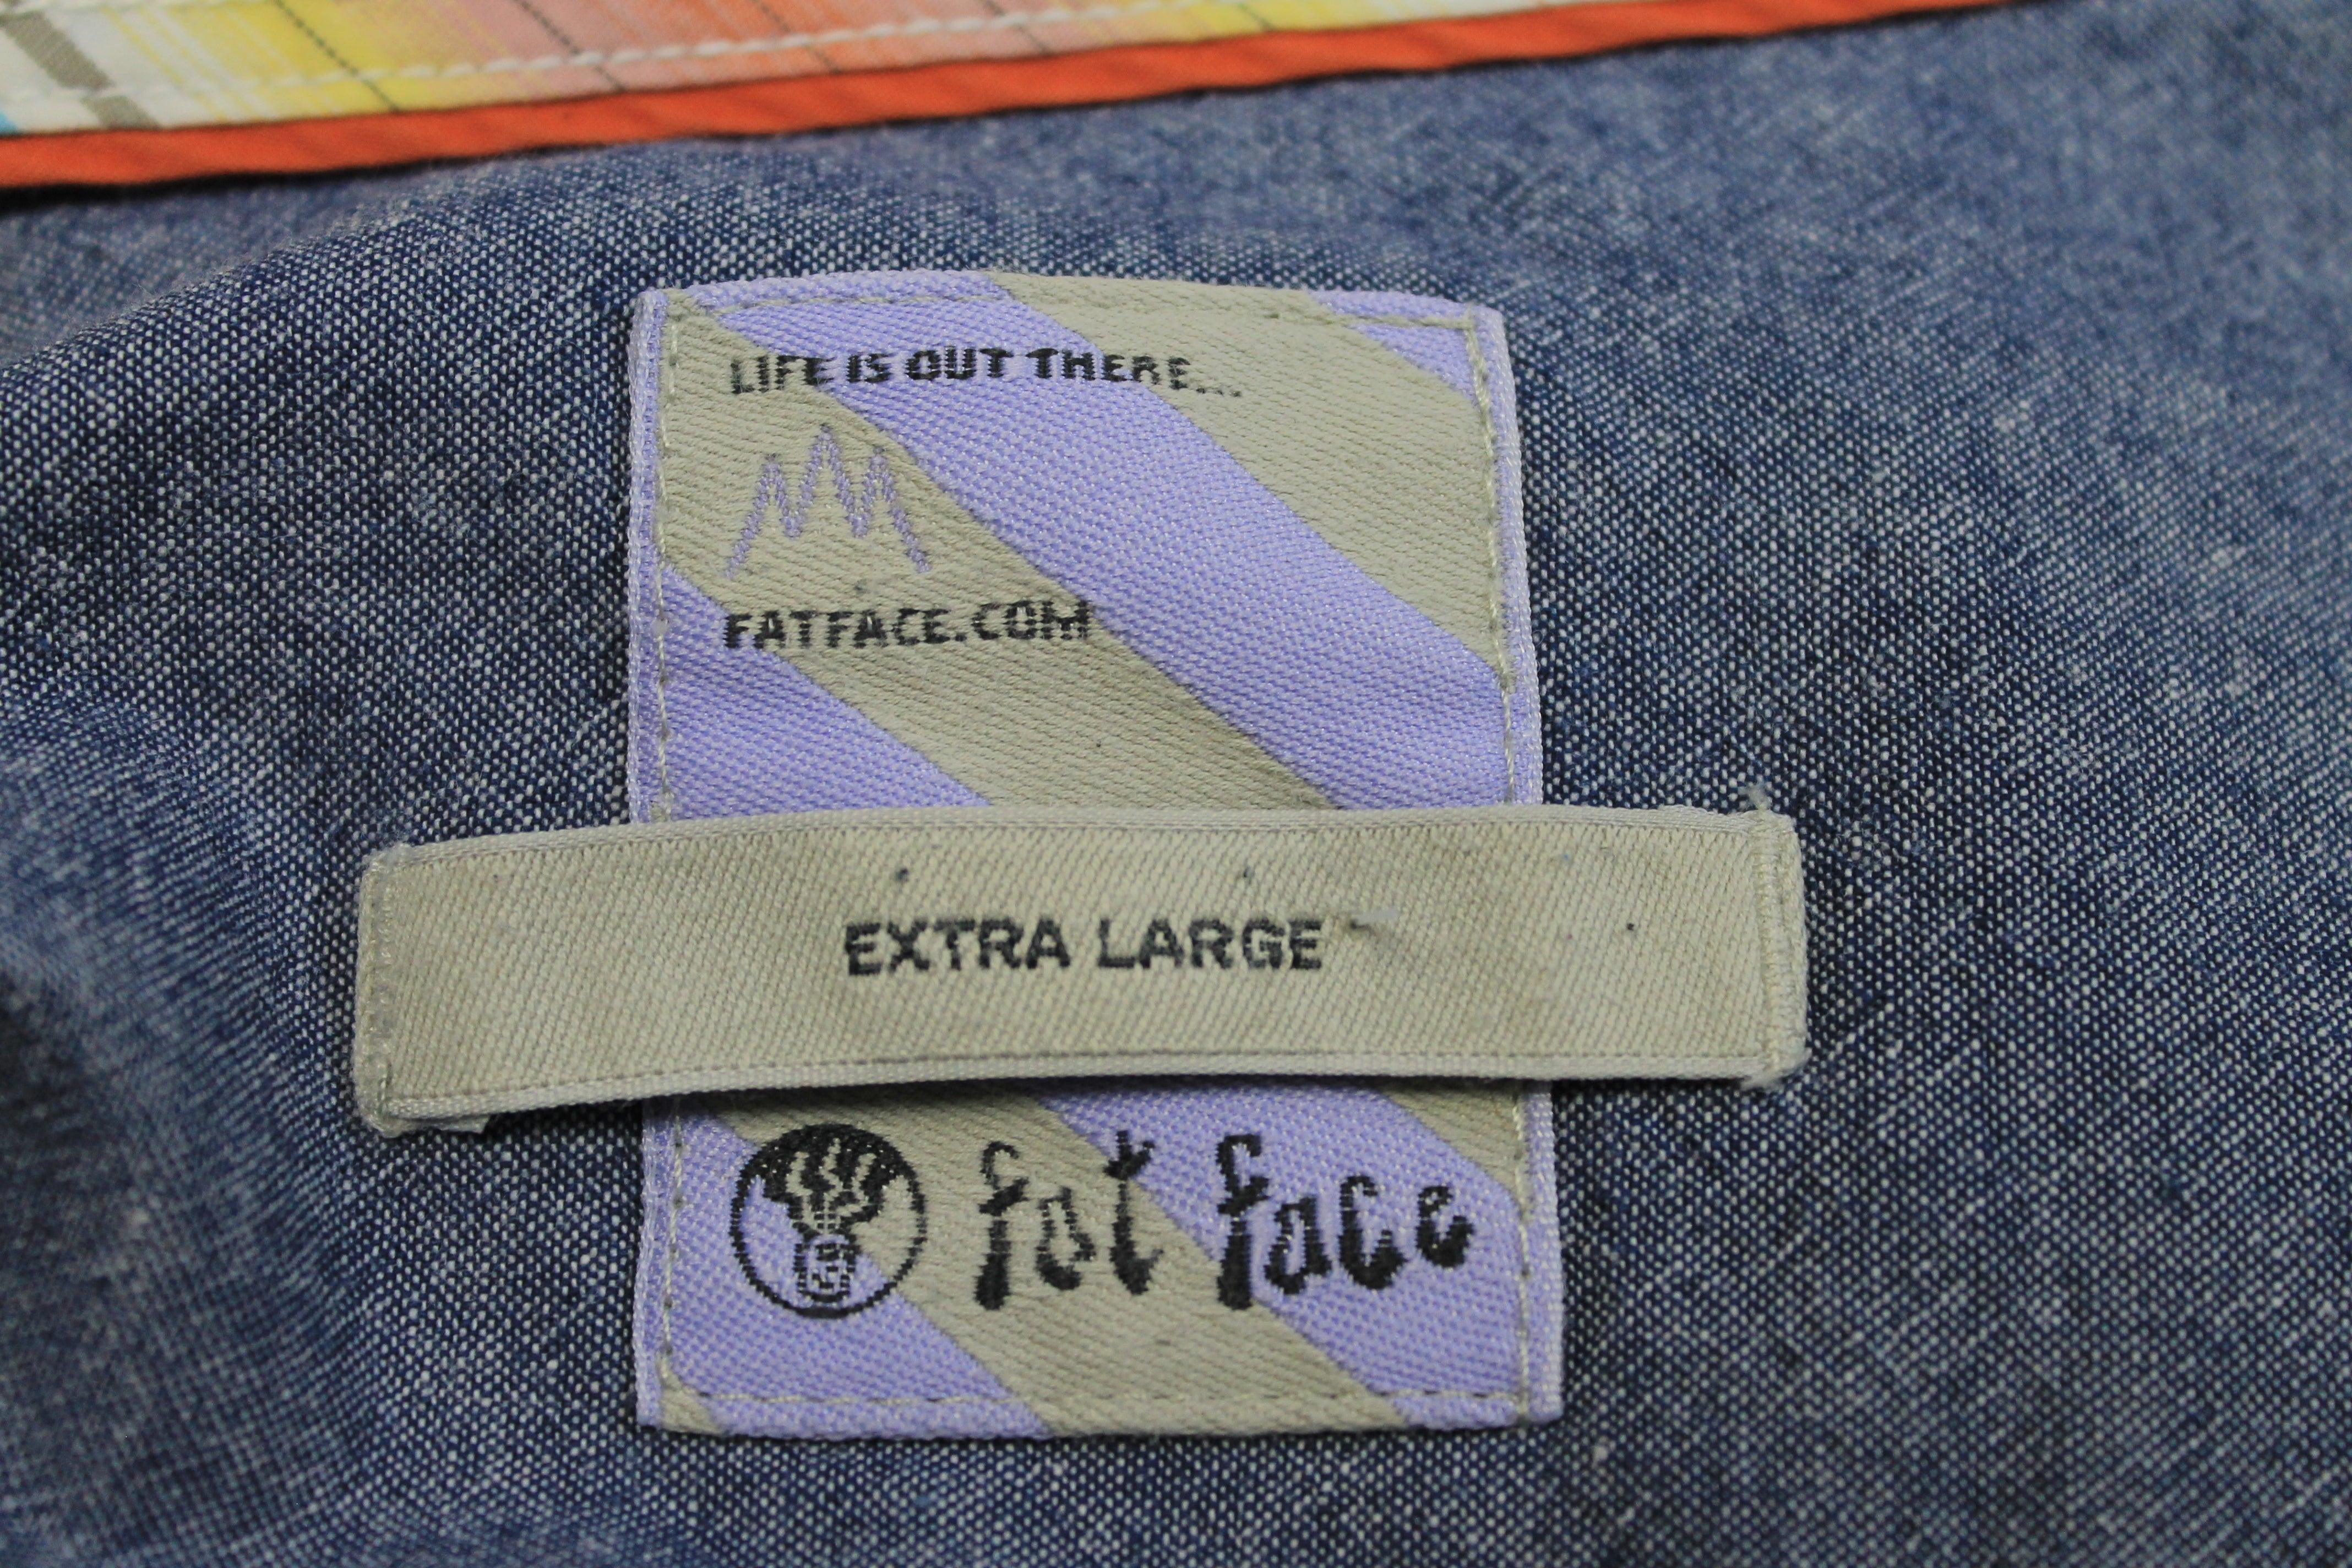 LIFE IS OUT THERE...
FATFACE.COM
EXTRA LARGE
fat face